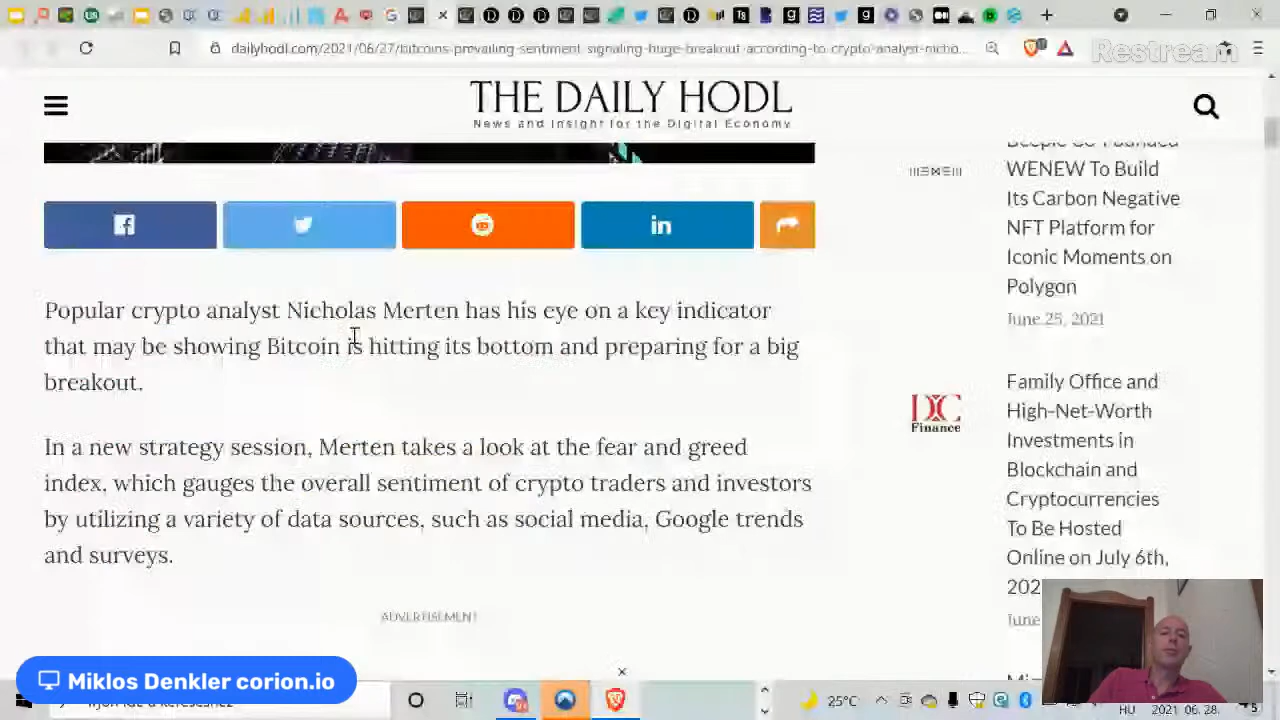 dailyhodl.com/2021/06/27/bitcoins-prevailing-sentiment-signaling-huge-breakout-according-to-crypto-analyst-nicho...
Restream
THE DAILY HODL
News and Insight for the Digital Economy
WENEW To Build
Its Carbon Negative
NFT Platform for
Iconic Moments on
Polygon
June 25, 2021
Popular crypto analyst Nicholas Merten has his eye on a key indicator
that may be showing Bitcoin is hitting its bottom and preparing for a big
breakout.
In a new strategy session, Merten takes a look at the fear and greed
index, which gauges the overall sentiment of crypto traders and investors
by utilizing a variety of data sources, such as social media, Google trends
and surveys.
ADVERTISEMENT
DC
Finance
Family Office and
High-Net-Worth
Investments in
Blockchain and
Cryptocurrencies
To Be Hosted
Online on July 6th,
202
June
Miklos Denkler corion.io
25°C
HU
2021. 06. 28.